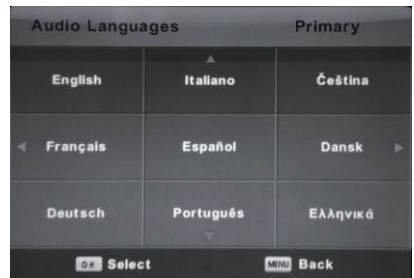 Audio Languages Primary
English Italiano Čeština
Français Español Dansk
Deutsch Português Ελληνικά
OK Select MENU Back